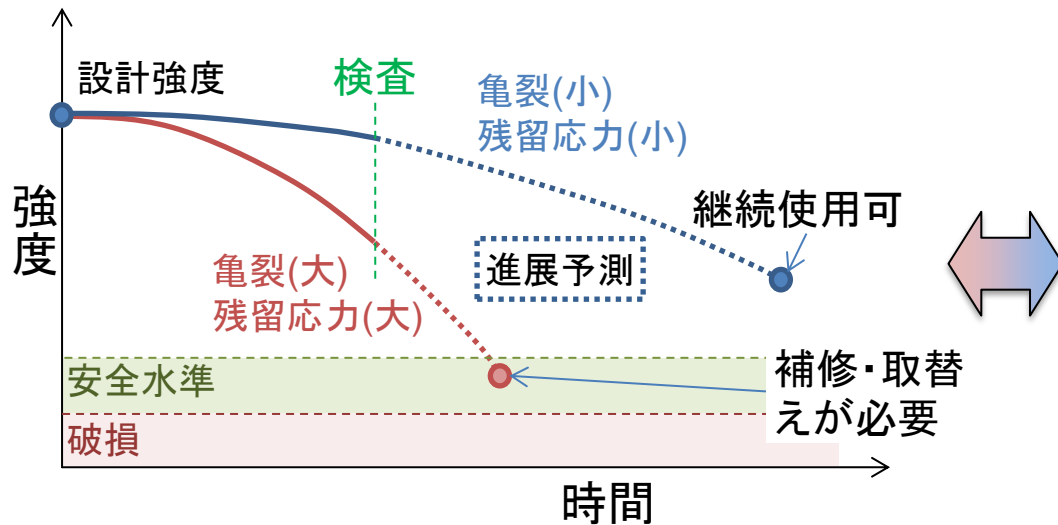 設計強度
検査
亀裂(小)
残留応力(小)
強度
継続使用可
進展予測
亀裂(大)
残留応力(大)
安全水準
補修・取替
えが必要
破損
時間